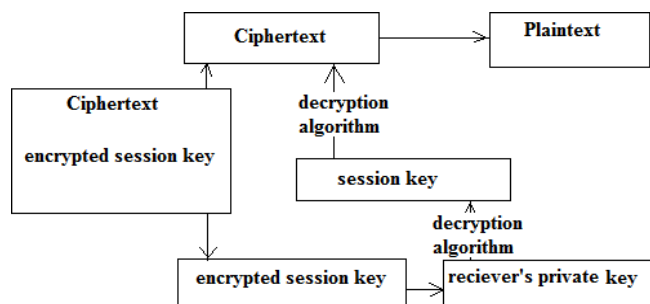 Ciphertext
Plaintext
Ciphertext
encrypted session key
decryption
algorithm
session key
decryption
algorithm
encrypted session key
reciever's private key